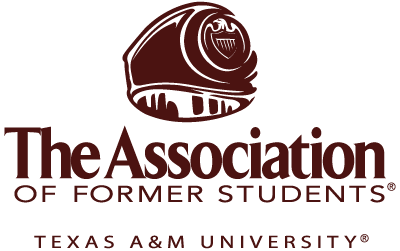 The Association
OF FORMER STUDENTS®
TEXAS A&M UNIVERSITY®